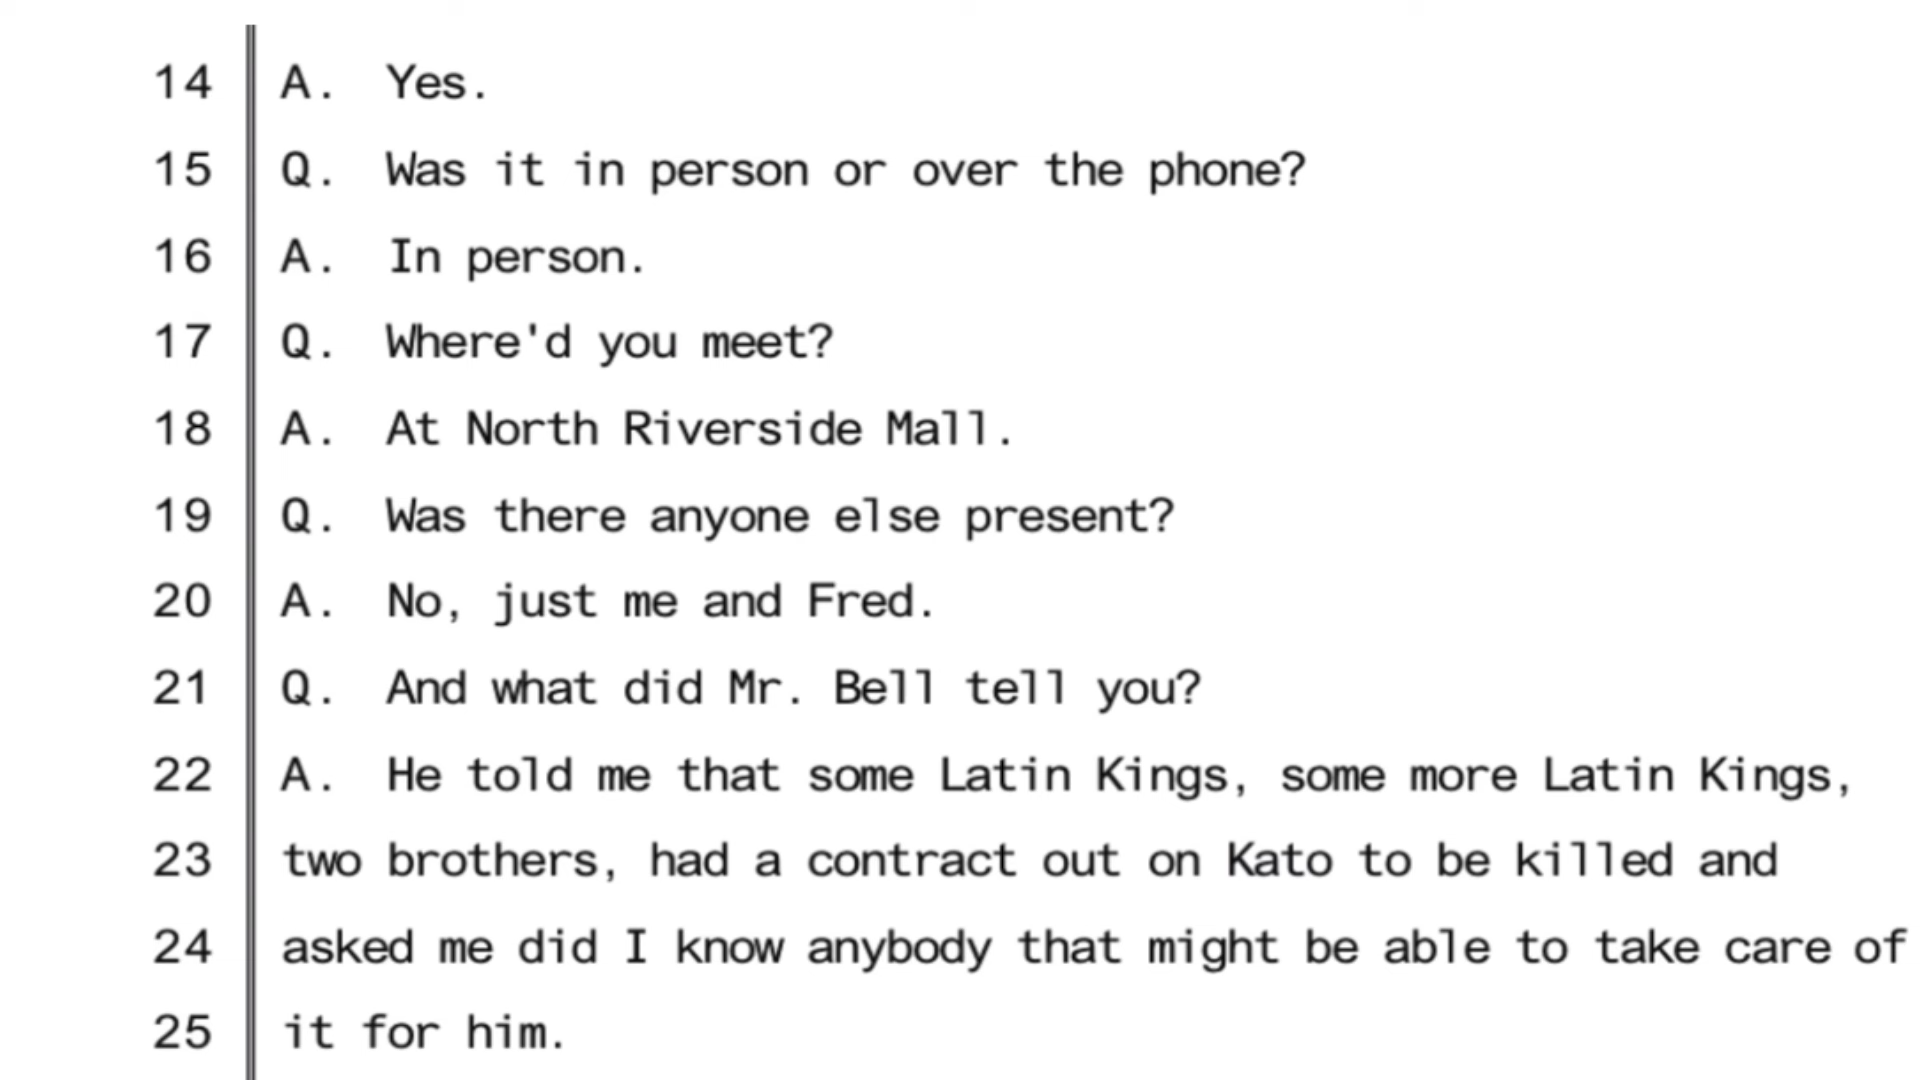 14 A. Yes.
15 Q. Was it in person or over the phone?
16 A. In person.
17 Q. Where'd you meet?
18 A. At North Riverside Mall.
19 Q. Was there anyone else present?
20 A. No, just me and Fred.
21 Q. And what did Mr. Bell tell you?
22 A. He told me that some Latin Kings, some more Latin Kings,
23 two brothers, had a contract out on Kato to be killed and
24 asked me did I know anybody that might be able to take care of
25 it for him.